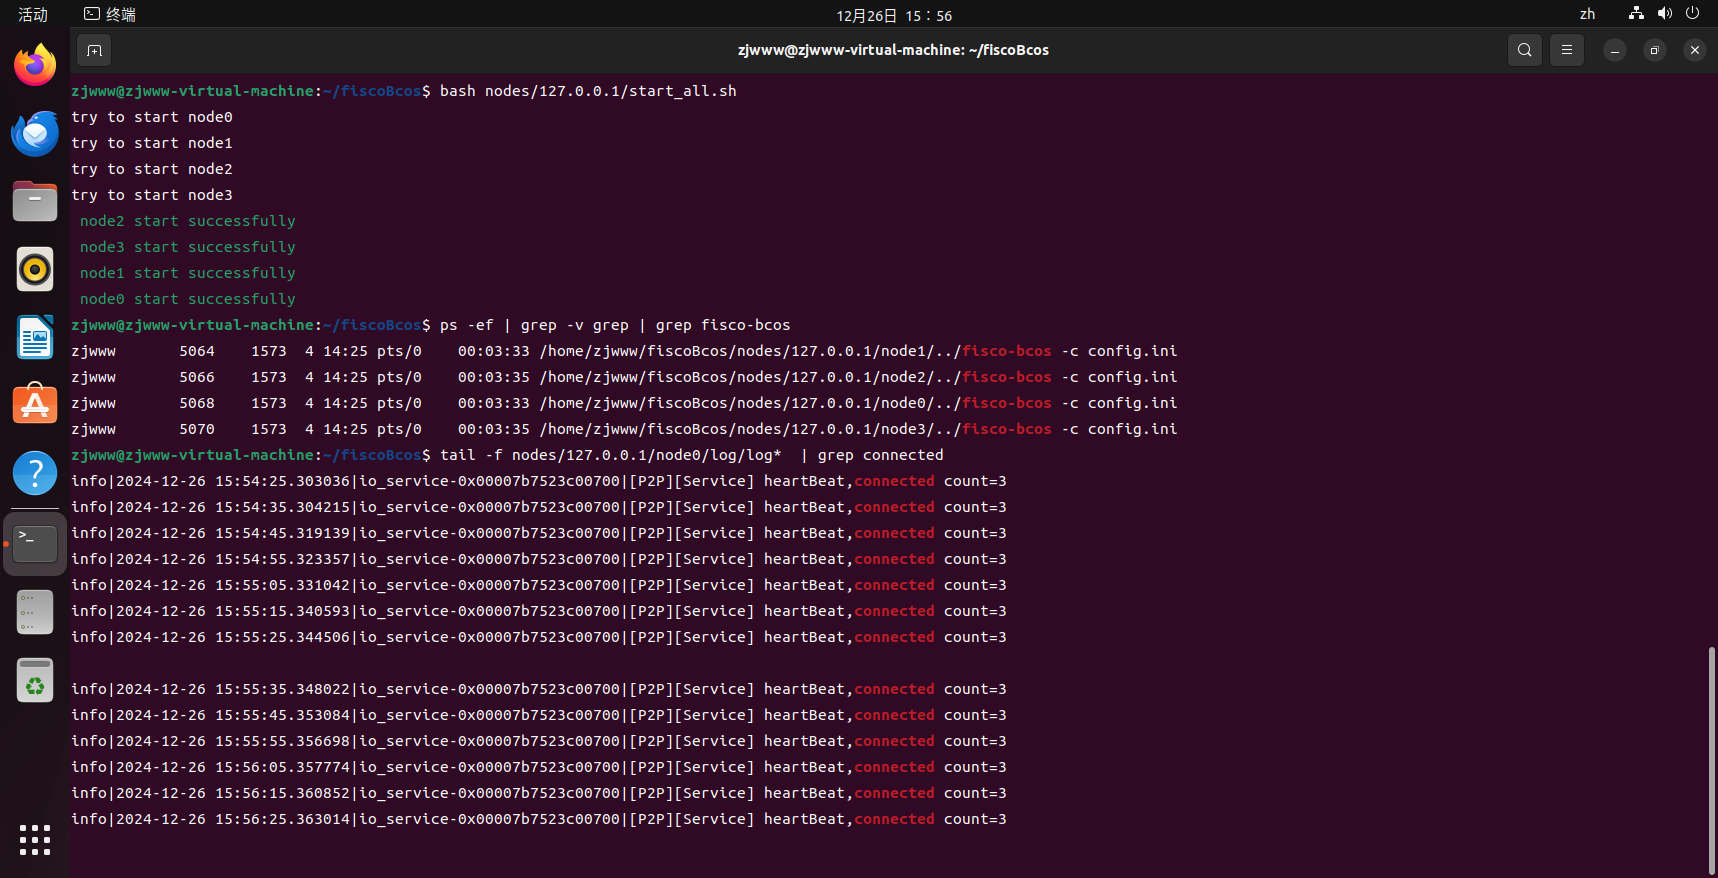 活动 终端 12月26日 15：56 zh
zjwww@zjwww-virtual-machine: ~/fiscoBcos
zjwww@zjwww-virtual-machine:~/fiscoBcos$ bash nodes/127.0.0.1/start_all.sh
try to start node0
try to start node1
try to start node2
try to start node3
node2 start successfully
node3 start successfully
node1 start successfully
node0 start successfully
zjwww@zjwww-virtual-machine:~/fiscoBcos$ ps -ef | grep -v grep | grep fisco-bcos
zjwww 5064 1573 4 14:25 pts/0 00:03:33 /home/zjwww/fiscoBcos/nodes/127.0.0.1/node1/../fisco-bcos -c config.ini
zjwww 5066 1573 4 14:25 pts/0 00:03:35 /home/zjwww/fiscoBcos/nodes/127.0.0.1/node2/../fisco-bcos -c config.ini
zjwww 5068 1573 4 14:25 pts/0 00:03:33 /home/zjwww/fiscoBcos/nodes/127.0.0.1/node0/../fisco-bcos -c config.ini
zjwww 5070 1573 4 14:25 pts/0 00:03:35 /home/zjwww/fiscoBcos/nodes/127.0.0.1/node3/../fisco-bcos -c config.ini
zjwww@zjwww-virtual-machine:~/fiscoBcos$ tail -f nodes/127.0.0.1/node0/log/log*  | grep connected
info|2024-12-26 15:54:25.303036|io_service-0x00007b7523c00700|[P2P][Service] heartBeat,connected count=3
info|2024-12-26 15:54:35.304215|io_service-0x00007b7523c00700|[P2P][Service] heartBeat,connected count=3
info|2024-12-26 15:54:45.319139|io_service-0x00007b7523c00700|[P2P][Service] heartBeat,connected count=3
info|2024-12-26 15:54:55.323357|io_service-0x00007b7523c00700|[P2P][Service] heartBeat,connected count=3
info|2024-12-26 15:55:05.331042|io_service-0x00007b7523c00700|[P2P][Service] heartBeat,connected count=3
info|2024-12-26 15:55:15.340593|io_service-0x00007b7523c00700|[P2P][Service] heartBeat,connected count=3
info|2024-12-26 15:55:25.344506|io_service-0x00007b7523c00700|[P2P][Service] heartBeat,connected count=3
info|2024-12-26 15:55:35.348022|io_service-0x00007b7523c00700|[P2P][Service] heartBeat,connected count=3
info|2024-12-26 15:55:45.353084|io_service-0x00007b7523c00700|[P2P][Service] heartBeat,connected count=3
info|2024-12-26 15:55:55.356698|io_service-0x00007b7523c00700|[P2P][Service] heartBeat,connected count=3
info|2024-12-26 15:56:05.357774|io_service-0x00007b7523c00700|[P2P][Service] heartBeat,connected count=3
info|2024-12-26 15:56:15.360852|io_service-0x00007b7523c00700|[P2P][Service] heartBeat,connected count=3
info|2024-12-26 15:56:25.363014|io_service-0x00007b7523c00700|[P2P][Service] heartBeat,connected count=3